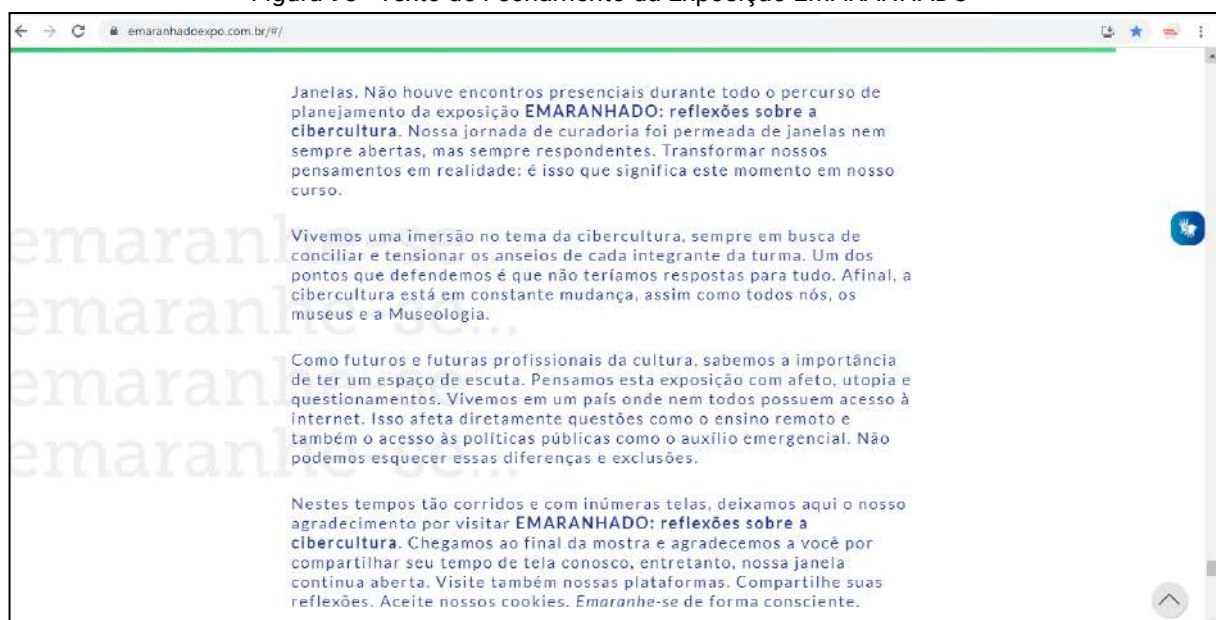 emaranhadoexpo.com.br/#/
Janelas. Não houve encontros presenciais durante todo o percurso de
planejamento da exposição EMARANHADO: reflexões sobre a
cibercultura. Nossa jornada de curadoria foi permeada de janelas nem
sempre abertas, mas sempre respondentes. Transformar nossos
pensamentos em realidade: é isso que significa este momento em nosso
curso.
Vivemos uma imersão no tema da cibercultura, sempre em busca de
conciliar e tensionar os anseios de cada integrante da turma. Um dos
pontos que defendemos é que não teríamos respostas para tudo. Afinal, a
cibercultura está em constante mudança, assim como todos nós, os
museus e a Museologia.
Como futuros e futuras profissionais da cultura, sabemos a importância
de ter um espaço de escuta. Pensamos esta exposição com afeto, utopia e
questionamentos. Vivemos em um país onde nem todos possuem acesso à
internet. Isso afeta diretamente questões como o ensino remoto e
também o acesso às políticas públicas como o auxílio emergencial. Não
podemos esquecer essas diferenças e exclusões.
Nestes tempos tão corridos e com inúmeras telas, deixamos aqui o nosso
agradecimento por visitar EMARANHADO: reflexões sobre a
cibercultura. Chegamos ao final da mostra e agradecemos a você por
compartilhar seu tempo de tela conosco, entretanto, nossa janela
continua aberta. Visite também nossas plataformas. Compartilhe suas
reflexões. Aceite nossos cookies. Emaranhe-se de forma consciente.
emaranhe-se...
emaranhe-se...
emaranhe-se...
emaranhe-se...